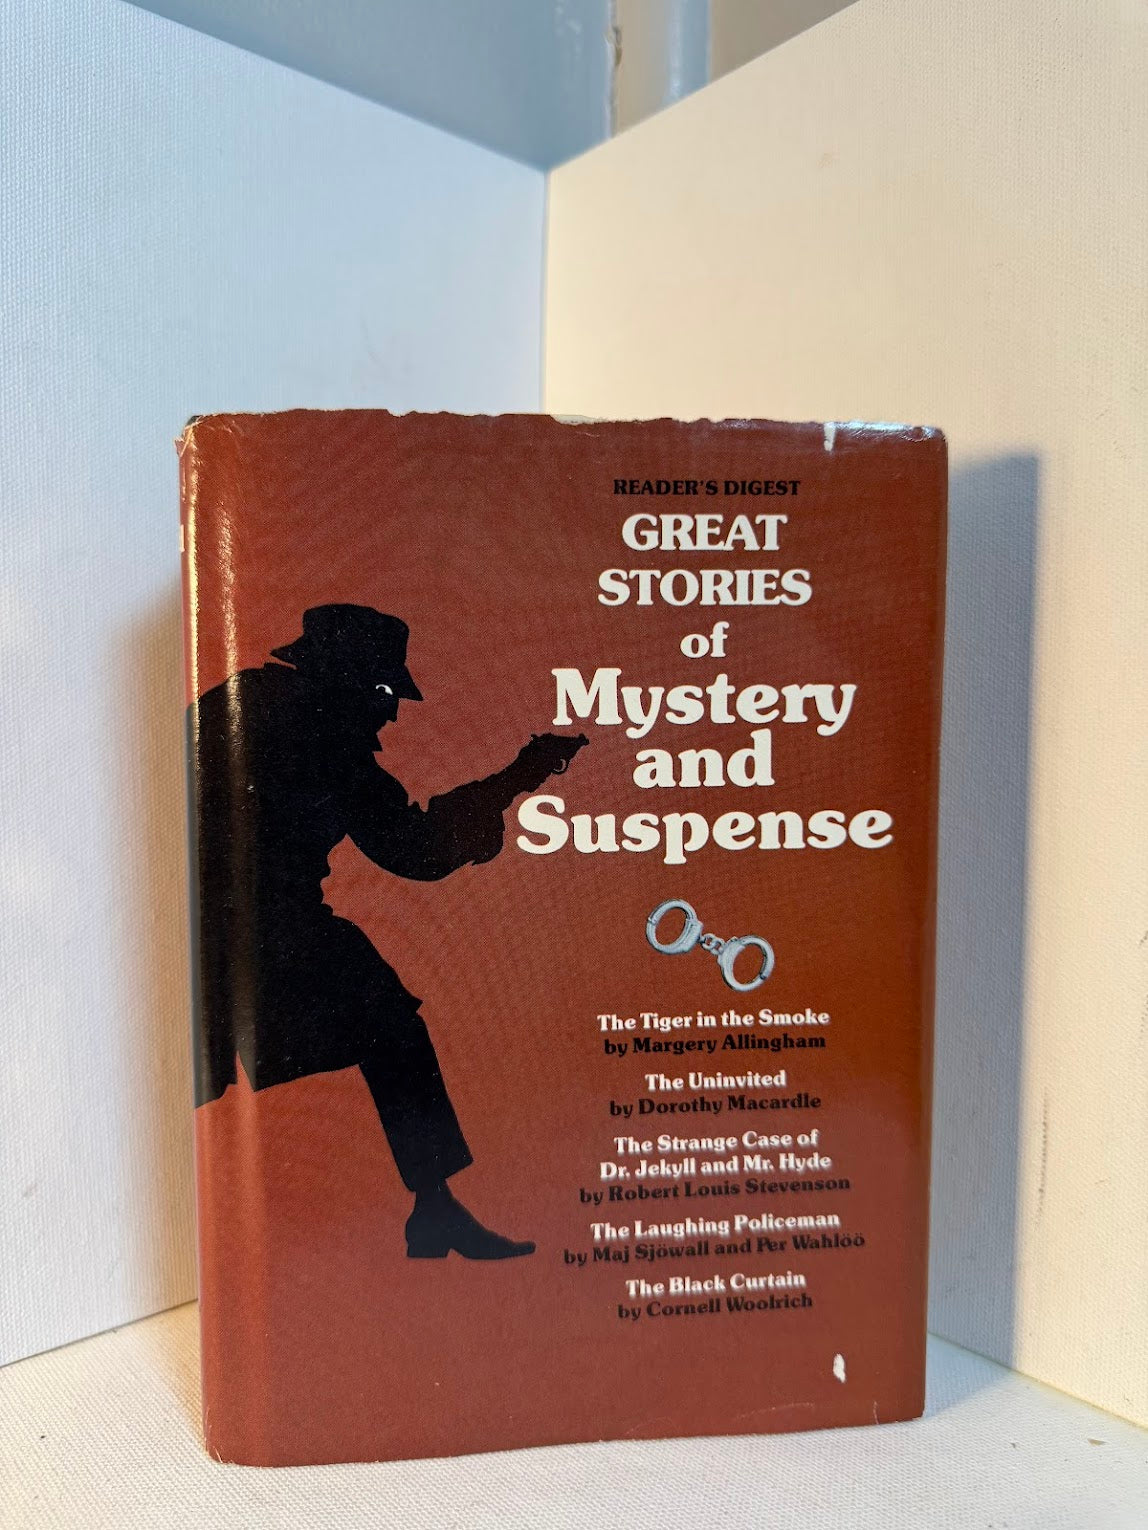 READER'S DIGEST
GREAT
STORIES
of
Mystery
and
Suspense
The Tiger in the Smoke
by Margery Allingham
The Uninvited
by Dorothy Macardle
The Strange Case of
Dr. Jekyll and Mr. Hyde
by Robert Louis Stevenson
The Laughing Policeman
by Maj Sjöwall and Per Wahlöö
The Black Curtain
by Cornell Woolrich